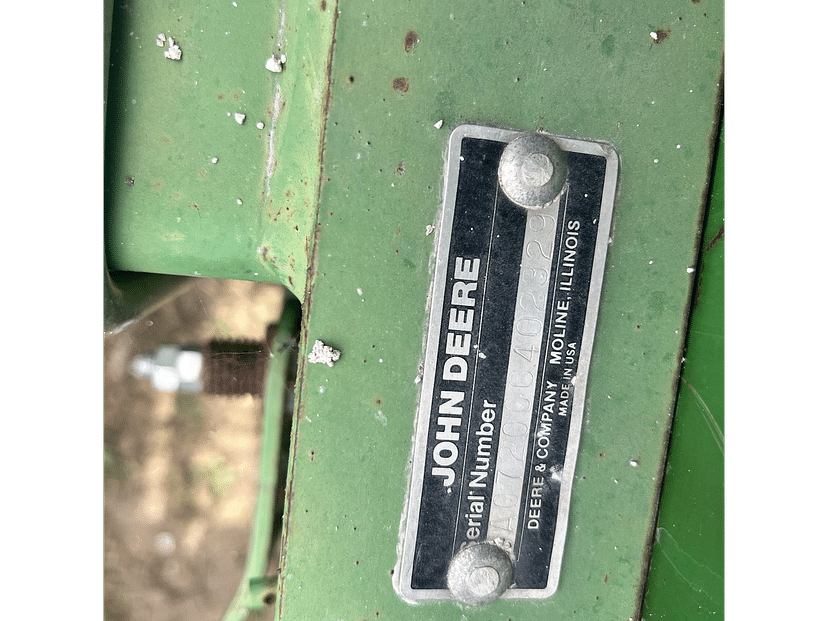 JOHN DEERE
Serial Number
DEERE & COMPANY MOLINE, ILLINOIS
MADE IN USA